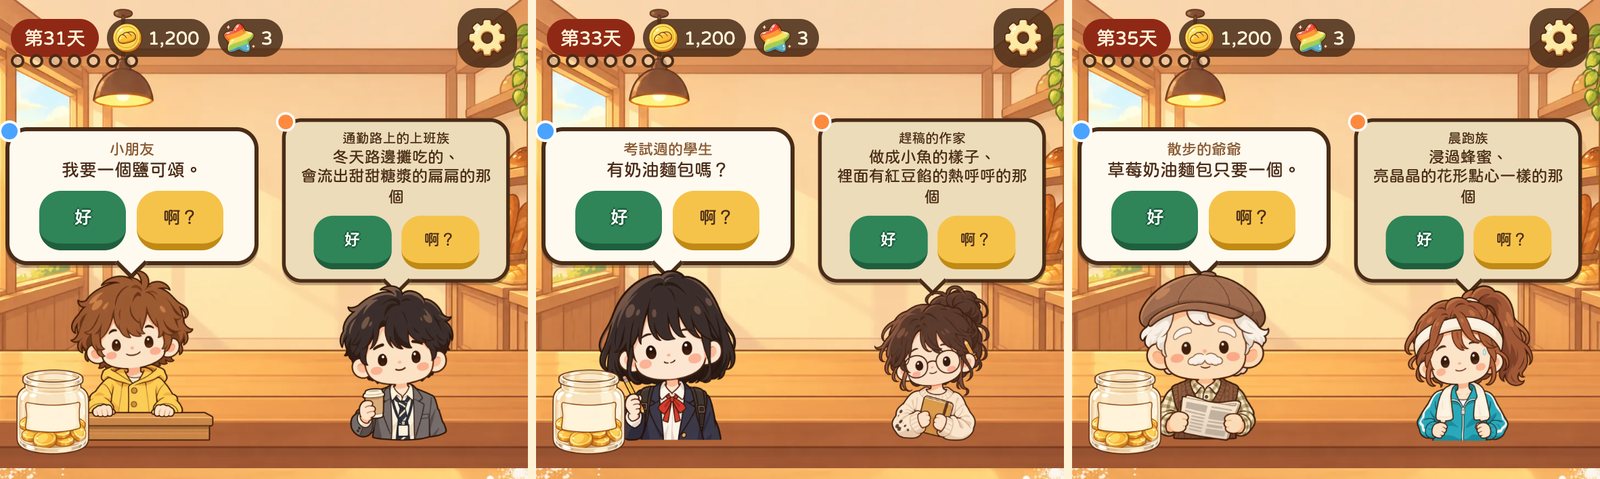 第31天
1,200
3
小朋友
我要一個鹽可頌。
好
啊？
通勤路上的上班族
冬天路邊攤吃的、
會流出甜甜糖漿的扁扁的那
個
好
啊？
第33天
1,200
3
考試週的學生
有奶油麵包嗎？
好
啊？
趕稿的作家
做成小魚的樣子、
裡面有紅豆餡的熱呼呼的那
個
好
啊？
第35天
1,200
3
散步的爺爺
草莓奶油麵包只要一個。
好
啊？
晨跑族
浸過蜂蜜、
亮晶晶的花形點心一樣的那
個
好
啊？